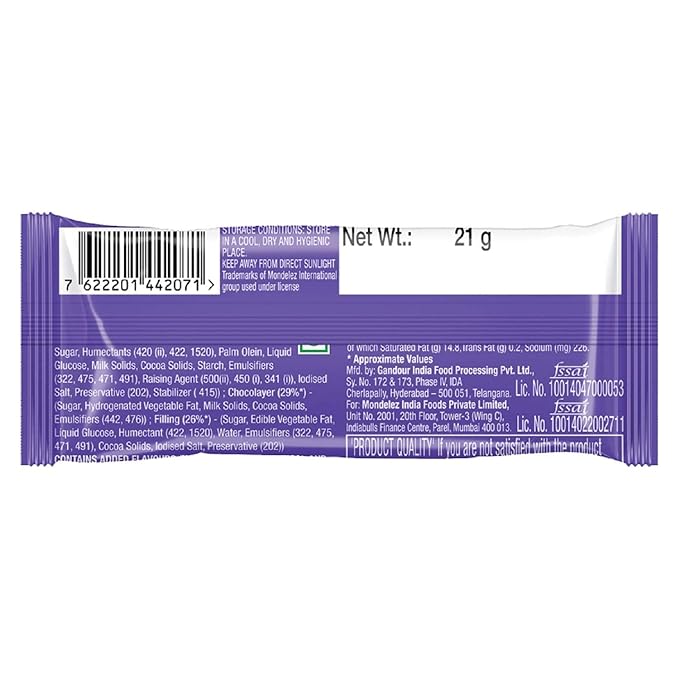 STORAGE CONDITIONS: STORE
IN A COOL, DRY AND HYGIENIC
PLACE.
KEEP AWAY FROM DIRECT SUNLIGHT
Trademarks of Mondelez International
group used under license
Net Wt.: 21 g
7 622201 442071 >
Sugar, Humectants (420 (ii), 422, 1520), Palm Olein, Liquid
Glucose, Milk Solids, Cocoa Solids, Starch, Emulsifiers
(322, 475, 471, 491), Raising Agent (500(ii), 450 (i), 341 (i)), Iodised
Salt, Preservative (202), Stabilizer ( 415)) ; Chocolayer (29%*) -
(Sugar, Hydrogenated Vegetable Fat, Milk Solids, Cocoa Solids,
Emulsifiers (442, 476)) ; Filling (26%*) - (Sugar, Edible Vegetable Fat,
Liquid Glucose, Humectant (422, 1520), Water, Emulsifiers (322, 475,
471, 491), Cocoa Solids, Iodised Salt, Preservative (202))
CONTAINS ADDED FLAVOURS
of which Saturated Fat (g) 14.8, Trans Fat (g) 0.2, Sodium (mg) 226.
* Approximate Values
Mfd. by: Gandour India Food Processing Pvt. Ltd.,
Sy. No. 172 & 173, Phase IV, IDA
Cherlapally, Hyderabad – 500 051, Telangana.
For: Mondelez India Foods Private Limited,
Unit No. 2001, 20th Floor, Tower-3 (Wing C),
Indiabulls Finance Centre, Parel, Mumbai 400 013.
fssai
Lic. No. 10014047000053
fssai
Lic. No. 10014022002711
PRODUCT QUALITY: If you are not satisfied with the product